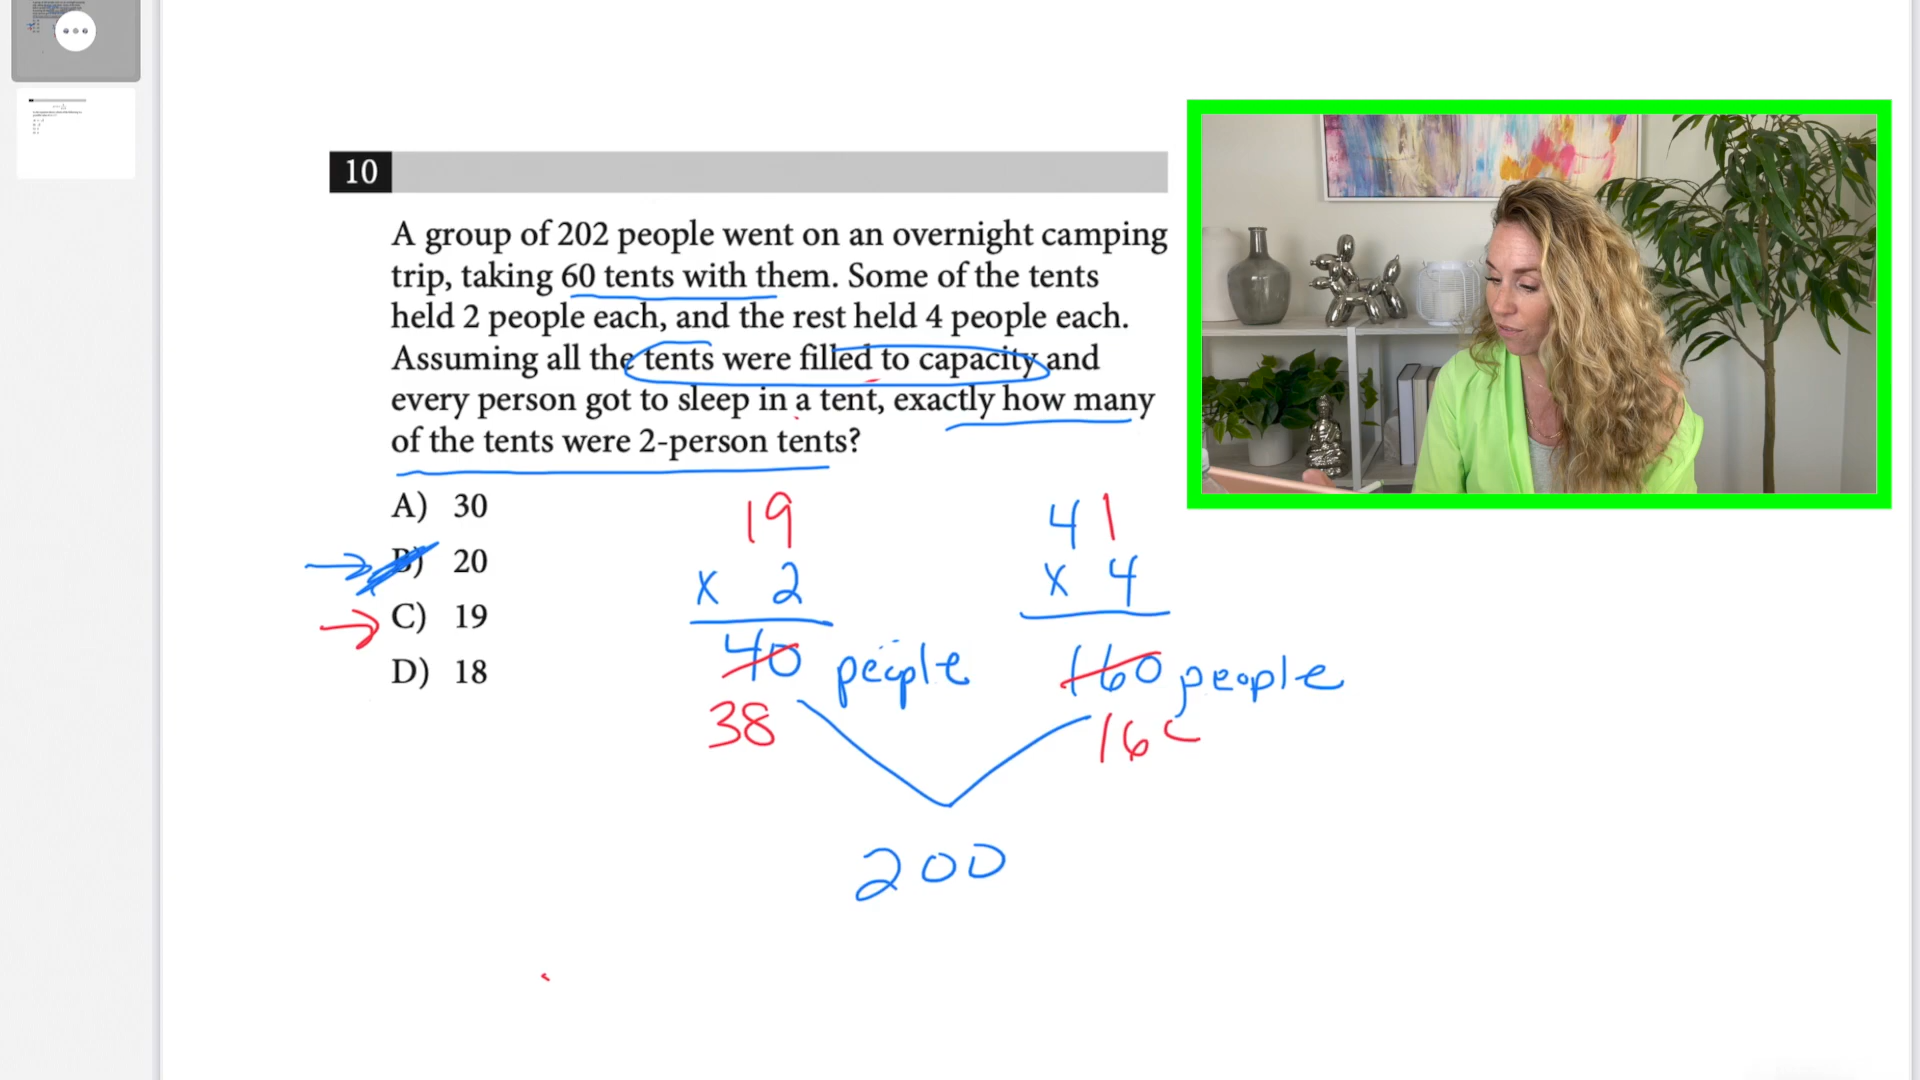 10
A group of 202 people went on an overnight camping
trip, taking 60 tents with them. Some of the tents
held 2 people each, and the rest held 4 people each.
Assuming all the tents were filled to capacity and
every person got to sleep in a tent, exactly how many
of the tents were 2-person tents?
A) 30
B) 20
C) 19
D) 18
19
x 2
40 people
38
41
x 4
160 people
16
200